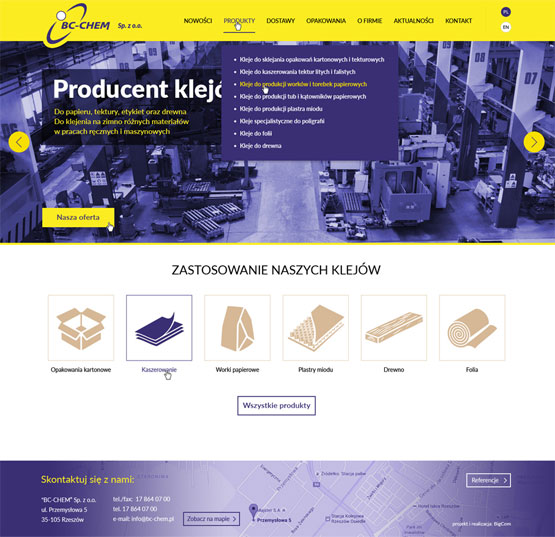 BC-CHEM Sp. z o.o.
NOWOŚCI PRODUKTY DOSTAWY OPAKOWANIA O FIRMIE AKTUALNOŚCI KONTAKT
PL
EN
Kleje do sklejania opakowań kartonowych i tekturowych
Kleje do kaszerowania tektur litych i falistych
Kleje do produkcji worków i torebek papierowych
Kleje do produkcji tub i kątowników papierowych
Kleje do produkcji plastra miodu
Kleje specjalistyczne do poligrafi
Kleje do folii
Kleje do drewna
Producent klejó
Do papieru, tektury, etykiet oraz drewna
Do klejenia na zimno różnych materiałów
w pracach ręcznych i maszynowych
Nasza oferta
ZASTOSOWANIE NASZYCH KLEJÓW
Opakowania kartonowe
Kaszerowanie
Worki papierowe
Plastry miodu
Drewno
Folia
Wszystkie produkty
Skontaktuj się z nami:
"BC-CHEM" Sp. z o.o.
ul. Przemysłowa 5
35-105 Rzeszów
tel./fax: 17 864 07 00
tel. 17 864 07 00
e-mail: info@bc-chem.pl
Zobacz na mapie
Przemysłowa 5
Referencje
projekt i realizacja: BigCom